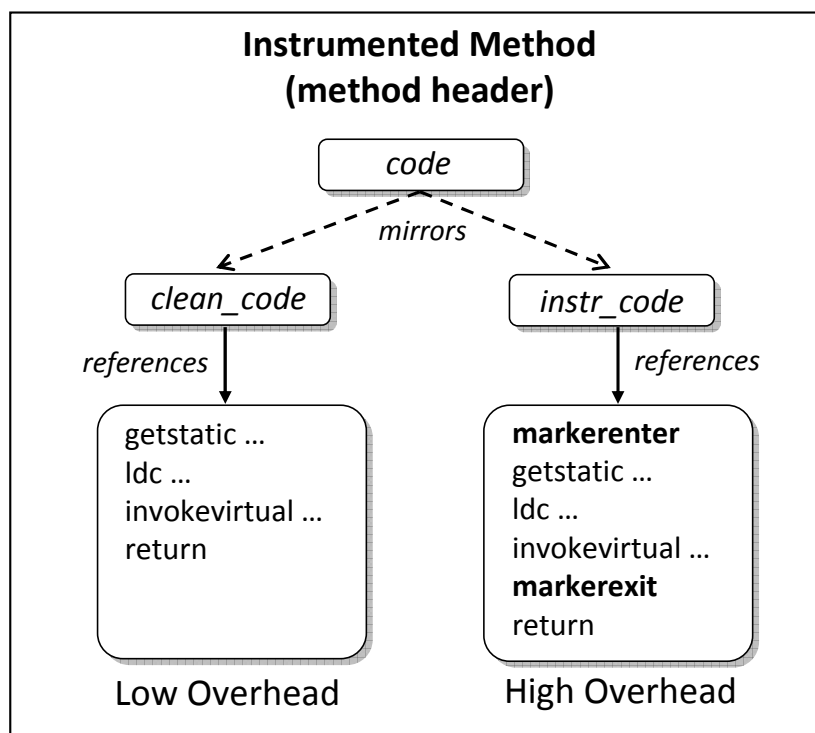 Instrumented Method
(method header)
code
mirrors
clean_code
instr_code
references
references
getstatic …
ldc …
invokevirtual …
return
markerenter
getstatic …
ldc …
invokevirtual …
markerexit
return
Low Overhead
High Overhead